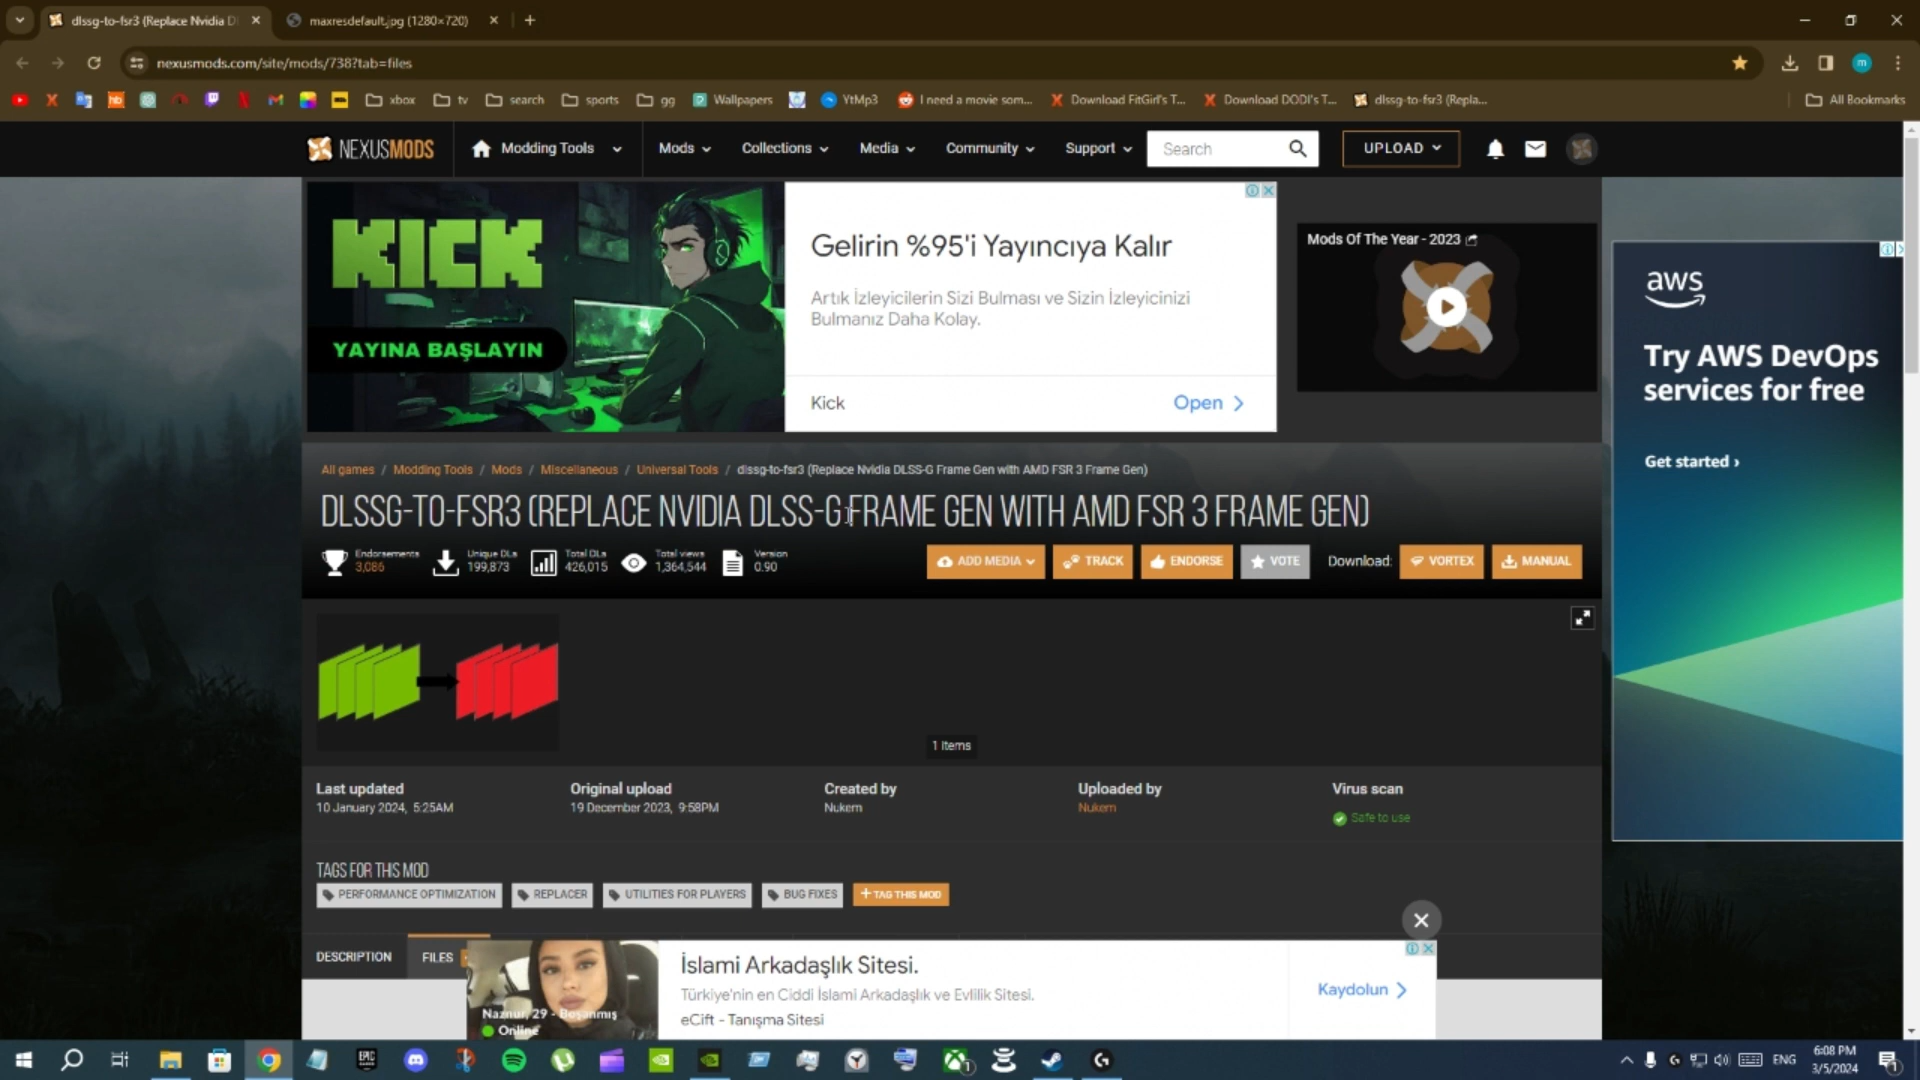 dlssg-to-fsr3 (Replace Nvidia D
maxresdefault.jpg (1280×720)
nexusmods.com/site/mods/738?tab=files
m
xbox
tv
search
sports
gg
Wallpapers
YtMp3
I need a movie som...
Download FitGirl's T...
Download DODI's T...
dlssg-to-fsr3 (Repla...
All Bookmarks
NEXUSMODS
Modding Tools
Mods
Collections
Media
Community
Support
Search
UPLOAD
KICK
YAYINA BAŞLAYIN
Gelirin %95'i Yayıncıya Kalır
Artık İzleyicilerin Sizi Bulması ve Sizin İzleyicinizi
Bulmanız Daha Kolay.
Kick
Open
Mods Of The Year - 2023
aws
Try AWS DevOps
services for free
Get started ›
All games / Modding Tools / Mods / Miscellaneous / Universal Tools / dlssg-to-fsr3 (Replace Nvidia DLSS-G Frame Gen with AMD FSR 3 Frame Gen)
DLSSG-TO-FSR3 (REPLACE NVIDIA DLSS-G FRAME GEN WITH AMD FSR 3 FRAME GEN)
Endorsements
3,086
Unique DLs
199,873
Total DLs
426,015
Total views
1,364,544
Version
0.90
ADD MEDIA
TRACK
ENDORSE
VOTE
Download:
VORTEX
MANUAL
1 Items
Last updated
10 January 2024, 5:25AM
Original upload
19 December 2023, 9:58PM
Created by
Nukem
Uploaded by
Nukem
Virus scan
Safe to use
TAGS FOR THIS MOD
PERFORMANCE OPTIMIZATION
REPLACER
UTILITIES FOR PLAYERS
BUG FIXES
+ TAG THIS MOD
DESCRIPTION
FILES
Naznur, 29 - Boşanmış
Online
İslami Arkadaşlık Sitesi.
Türkiye'nin en Ciddi İslami Arkadaşlık ve Evlilik Sitesi.
eCift - Tanışma Sitesi
Kaydolun
EPIC
ENG
6:08 PM
3/5/2024